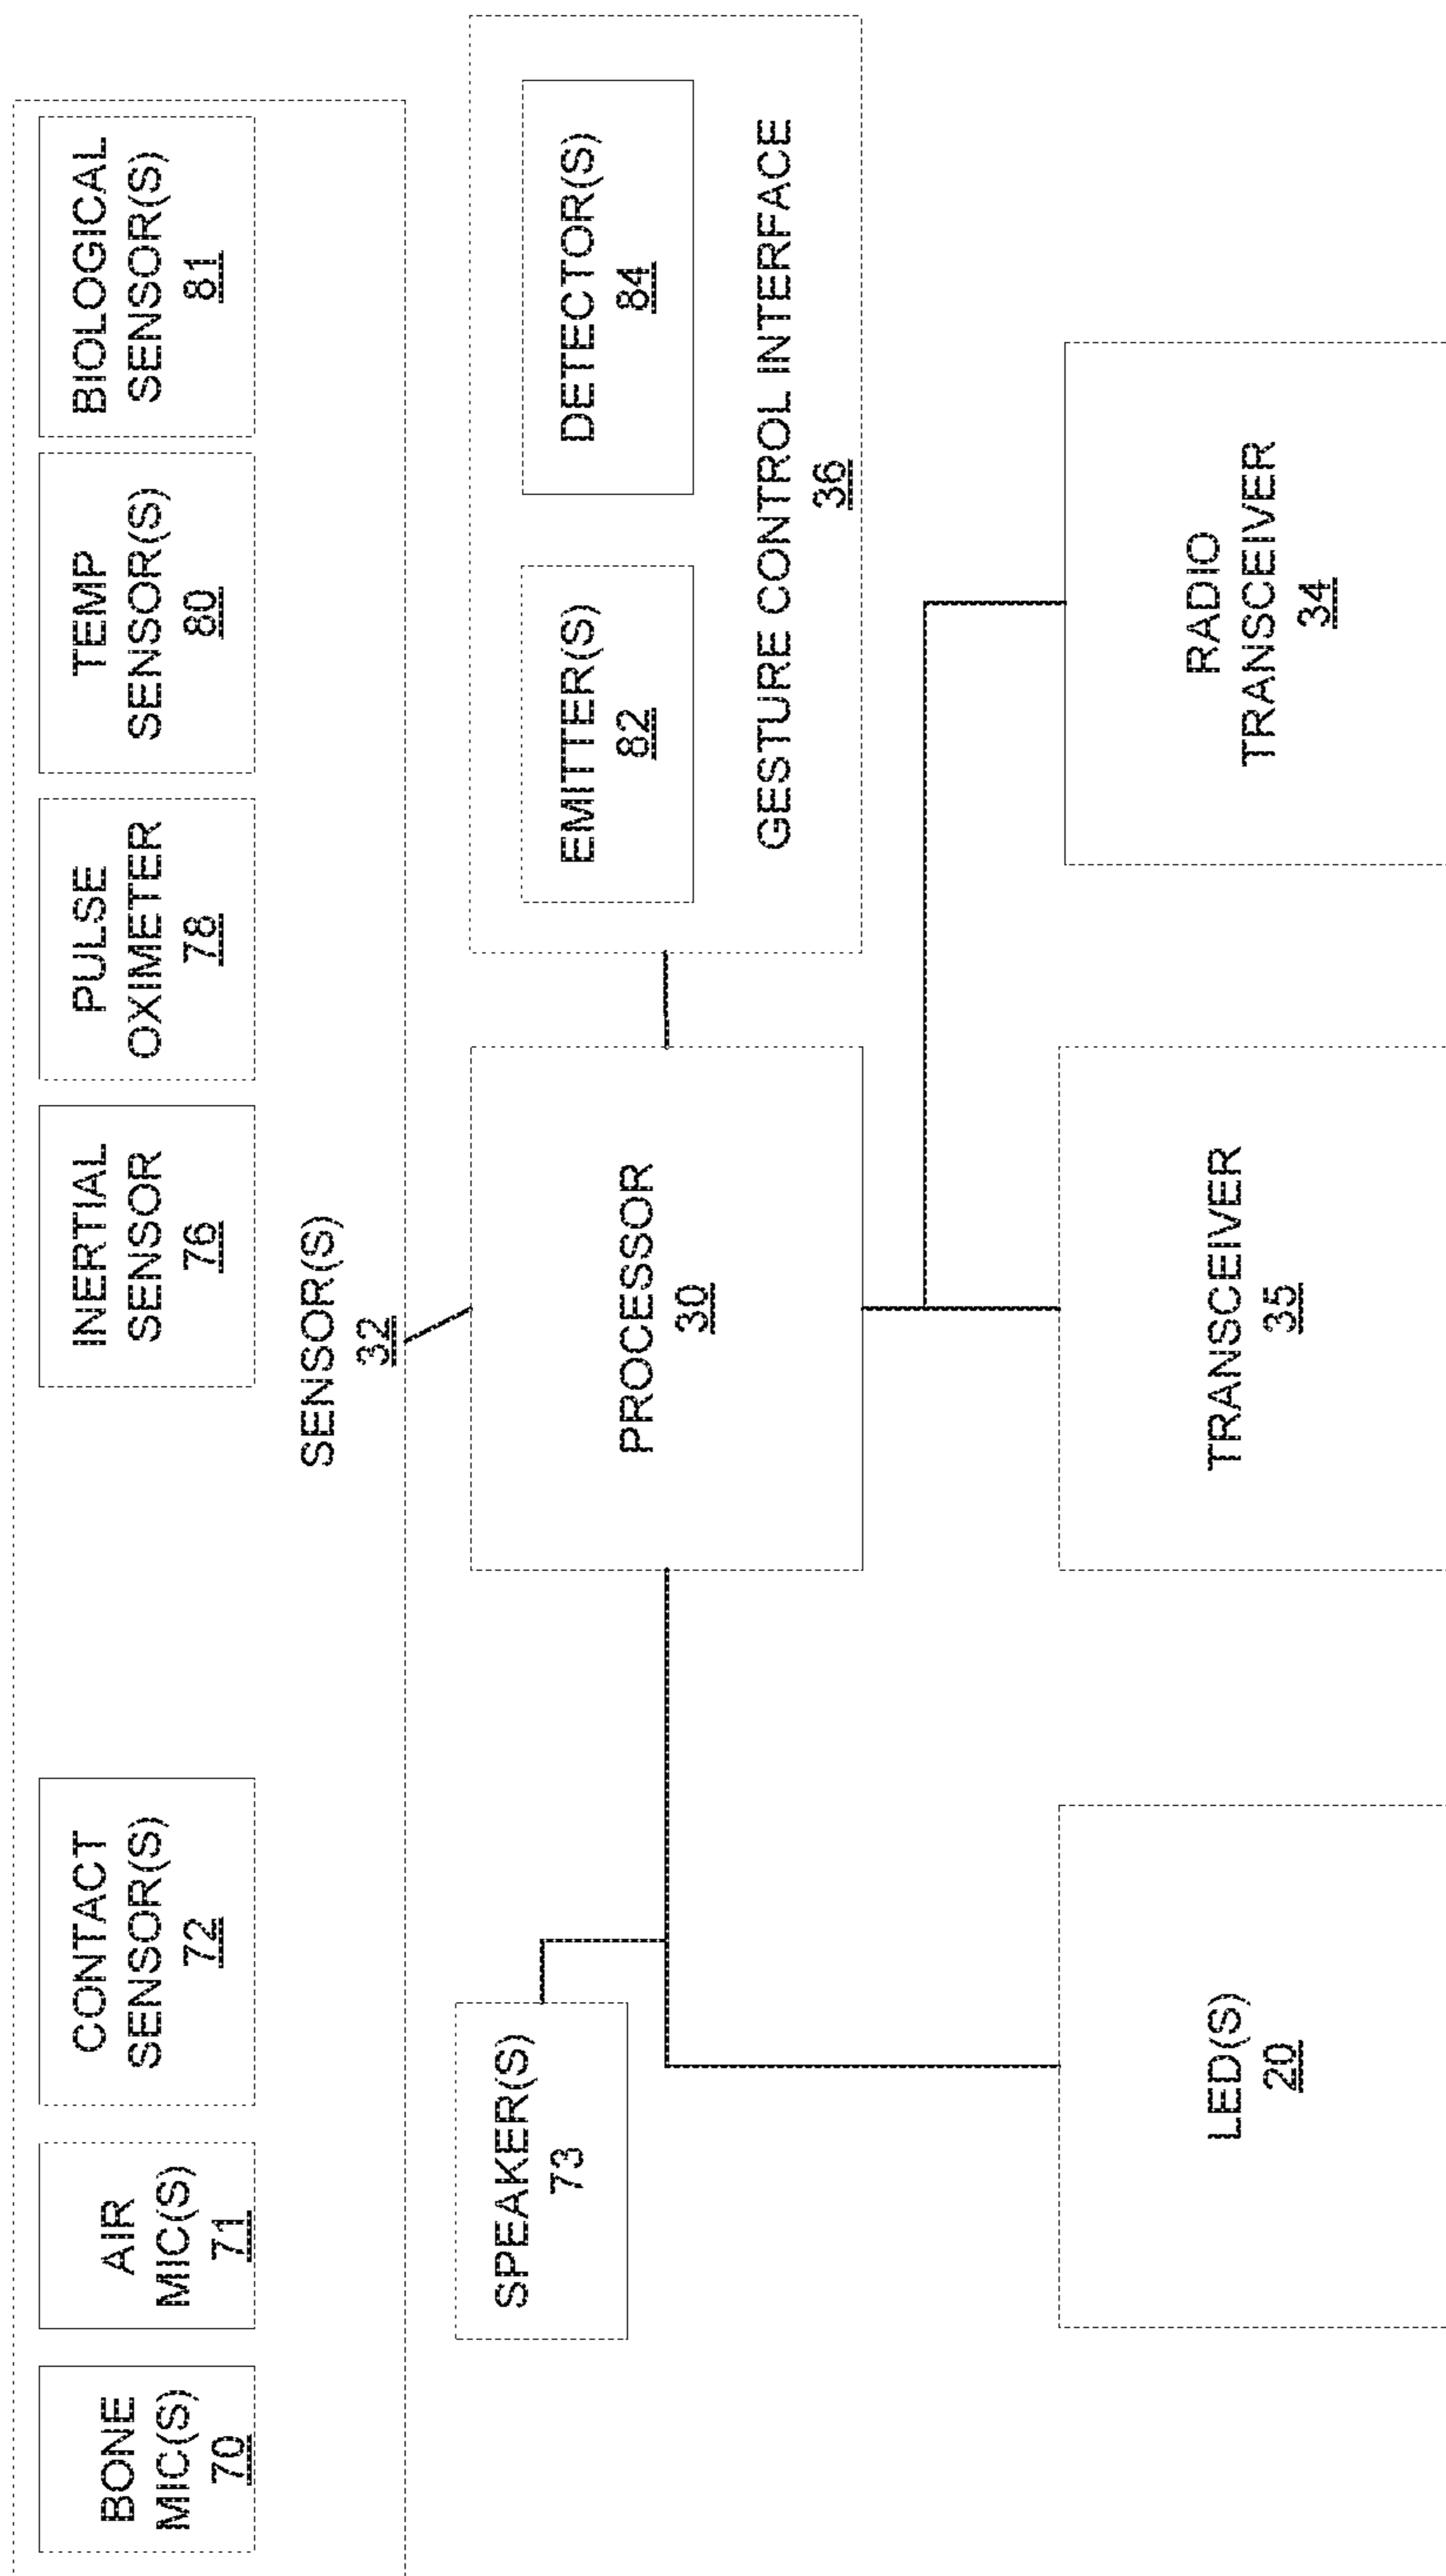 BONE
MIC(S)
70
AIR
MIC(S)
71
CONTACT
SENSOR(S)
72
INERTIAL
SENSOR
76
PULSE
OXIMETER
78
TEMP
SENSOR(S)
80
BIOLOGICAL
SENSOR(S)
81
SENSOR(S)
32
SPEAKER(S)
73
PROCESSOR
30
EMITTER(S)
82
DETECTOR(S)
84
GESTURE CONTROL INTERFACE
36
LED(S)
20
TRANSCEIVER
35
RADIO
TRANSCEIVER
34